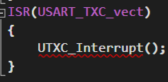 ISR(USART_TXC_vect)
{
UTXC_Interrupt();
}